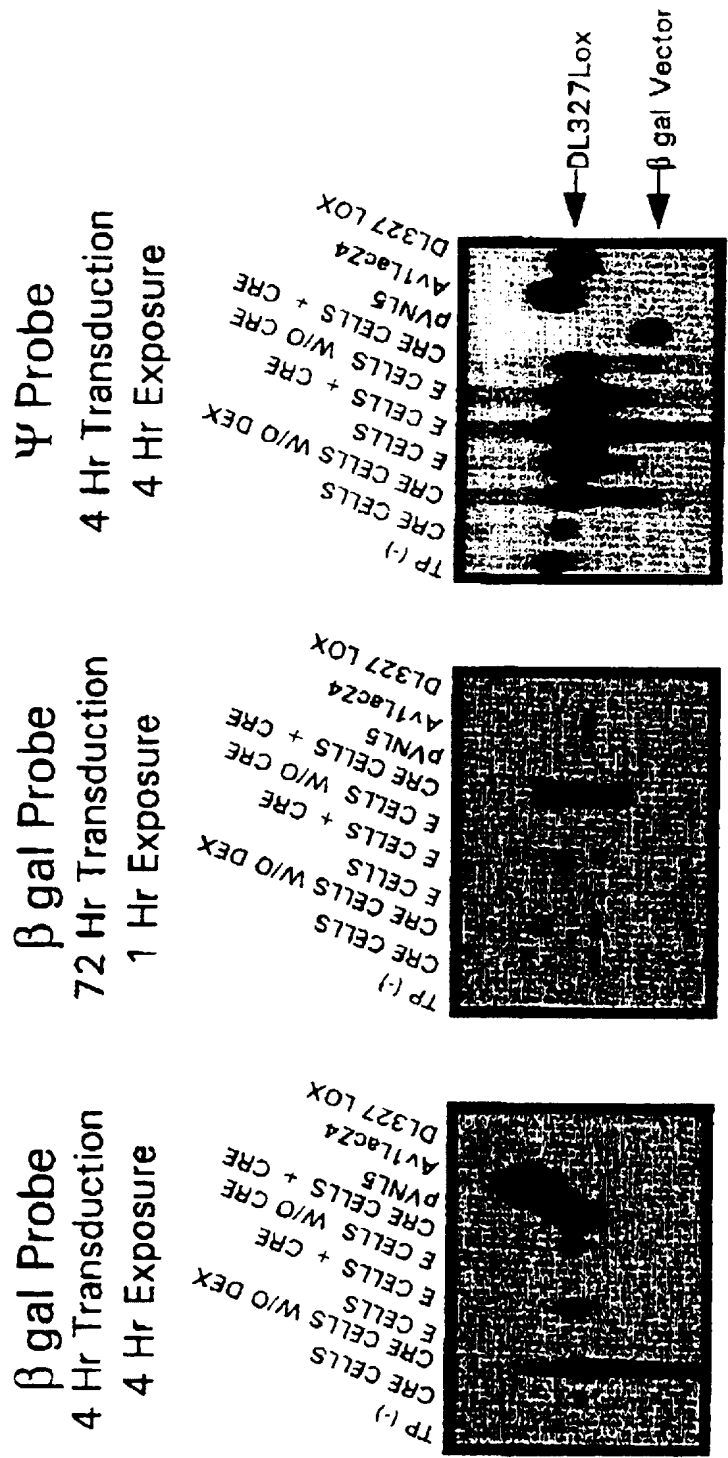 β gal Probe
4 Hr Transduction
4 Hr Exposure
TP (-)
CRE CELLS
CRE CELLS W/O DEX
E CELLS
E CELLS + CRE
E CELLS W/O CRE
CRE CELLS + CRE
pVNL5
Av1LacZ4
DL327 LOX
β gal Probe
72 Hr Transduction
1 Hr Exposure
TP (-)
CRE CELLS
CRE CELLS W/O DEX
E CELLS
E CELLS + CRE
E CELLS W/O CRE
CRE CELLS + CRE
pVNL5
Av1LacZ4
DL327 LOX
Ψ Probe
4 Hr Transduction
4 Hr Exposure
TP (-)
CRE CELLS
CRE CELLS W/O DEX
E CELLS
E CELLS + CRE
E CELLS W/O CRE
CRE CELLS + CRE
pVNL5
Av1LacZ4
DL327 LOX
DL327Lox
β gal Vector